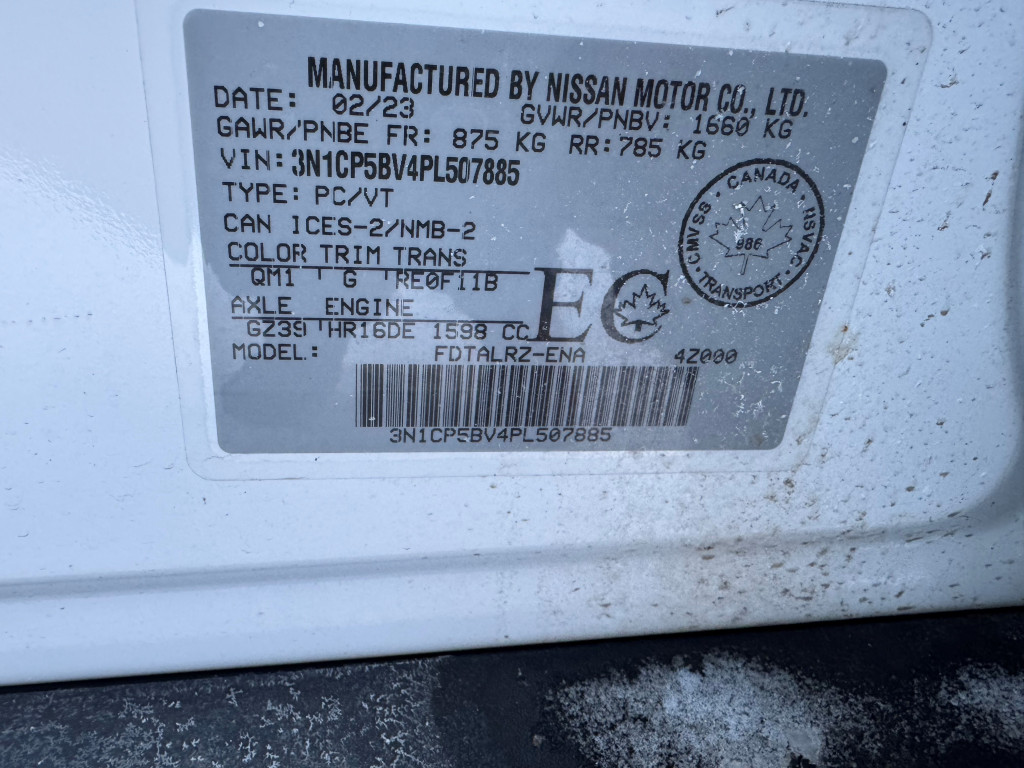 MANUFACTURED BY NISSAN MOTOR CO., LTD.
DATE: 02/23 GVWR/PNBV: 1660 KG
GAWR/PNBE FR: 875 KG RR: 785 KG
VIN: 3N1CP5BV4PL507885
TYPE: PC/VT
CAN ICES-2/NMB-2
COLOR TRIM TRANS
QM1 G RE0F11B
AXLE ENGINE
GZ39 HR16DE 1598 CC
EC
CMVSS • CANADA • RSVAC • TRANSPORT •
986
MODEL: FDTALRZ-ENA 4Z000
3N1CP5BV4PL507885